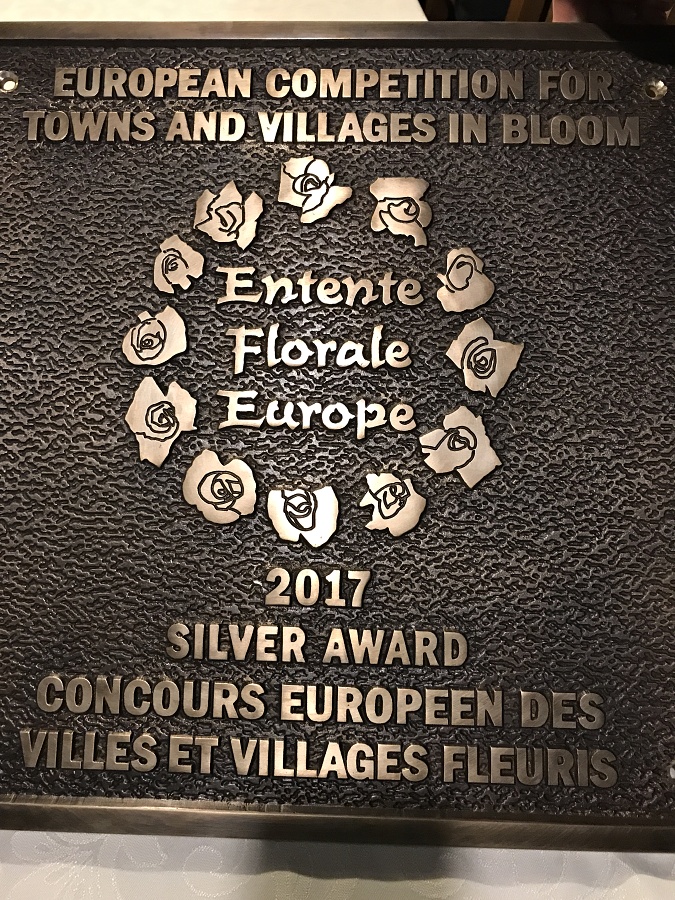 EUROPEAN COMPETITION FOR
TOWNS AND VILLAGES IN BLOOM
Entente
Florale
Europe
2017
SILVER AWARD
CONCOURS EUROPEEN DES
VILLES ET VILLAGES FLEURIS